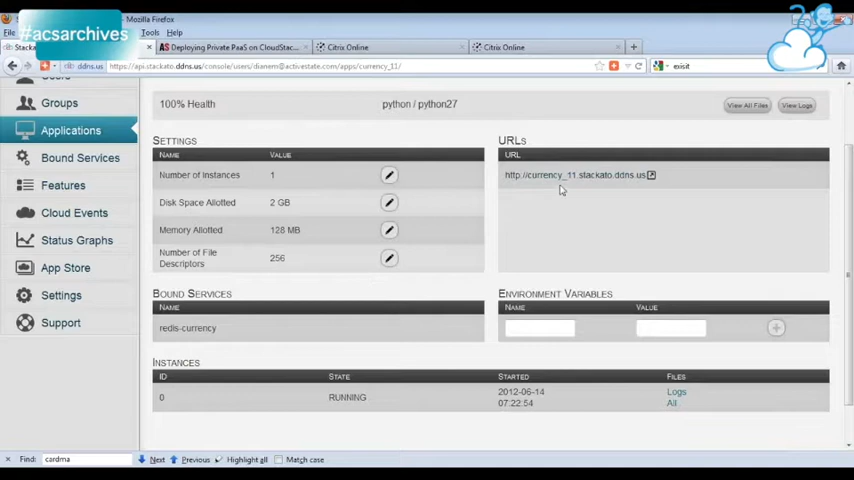 Mozilla Firefox
File
Tools Help
#acsarchives
Stacka
Deploying Private PaaS on CloudStac...
Citrix Online
Citrix Online
ddns.us
https://api.stackato.ddns.us/console/users/dianem@activestate.com/apps/currency_11/
exisit
Users
Groups
Applications
Bound Services
Features
Cloud Events
Status Graphs
App Store
Settings
Support
100% Health
python / python27
View All Files
View Logs
SETTINGS
NAME VALUE
Number of Instances 1
Disk Space Allotted 2 GB
Memory Allotted 128 MB
Number of File
Descriptors
256
URLS
URL
http://currency_11.stackato.ddns.us
BOUND SERVICES
NAME
redis-currency
ENVIRONMENT VARIABLES
NAME VALUE
INSTANCES
ID STATE STARTED FILES
0 RUNNING 2012-06-14
07:22:54
Logs
All
Find: cardma Next Previous Highlight all Match case